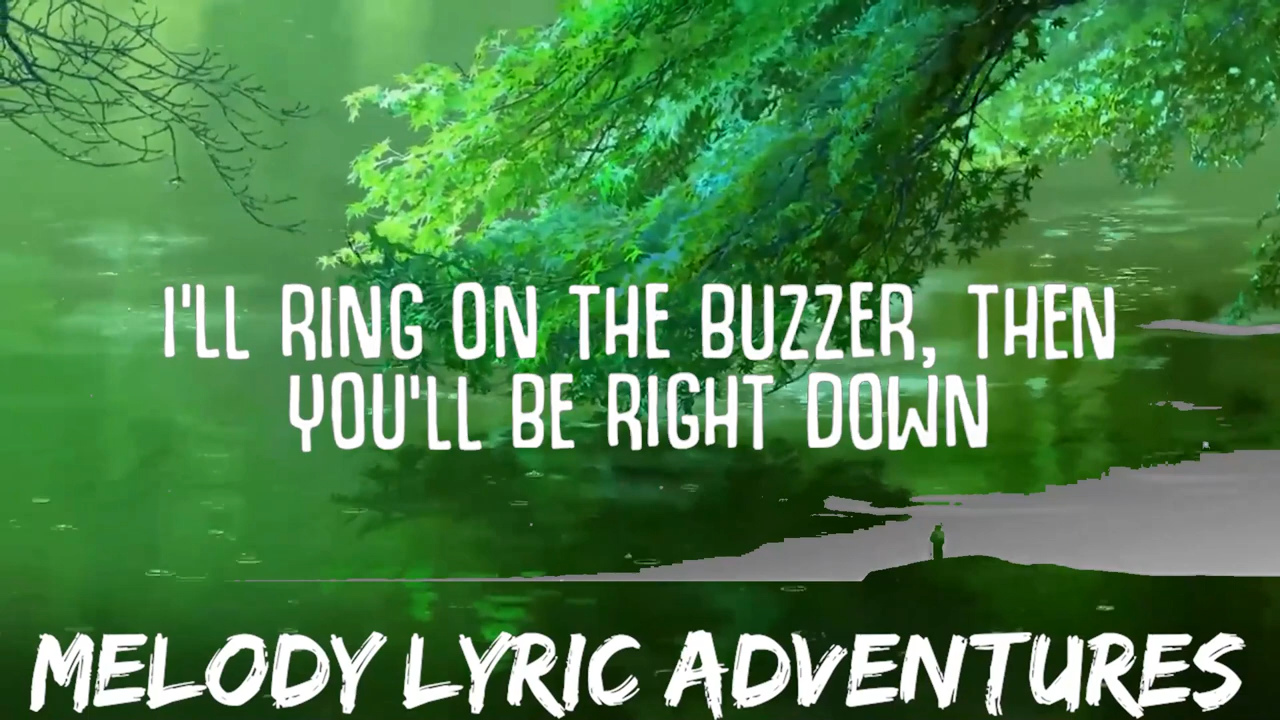 I'LL RING ON THE BUZZER, THEN
YOU'LL BE RIGHT DOWN
MELODY LYRIC ADVENTURES